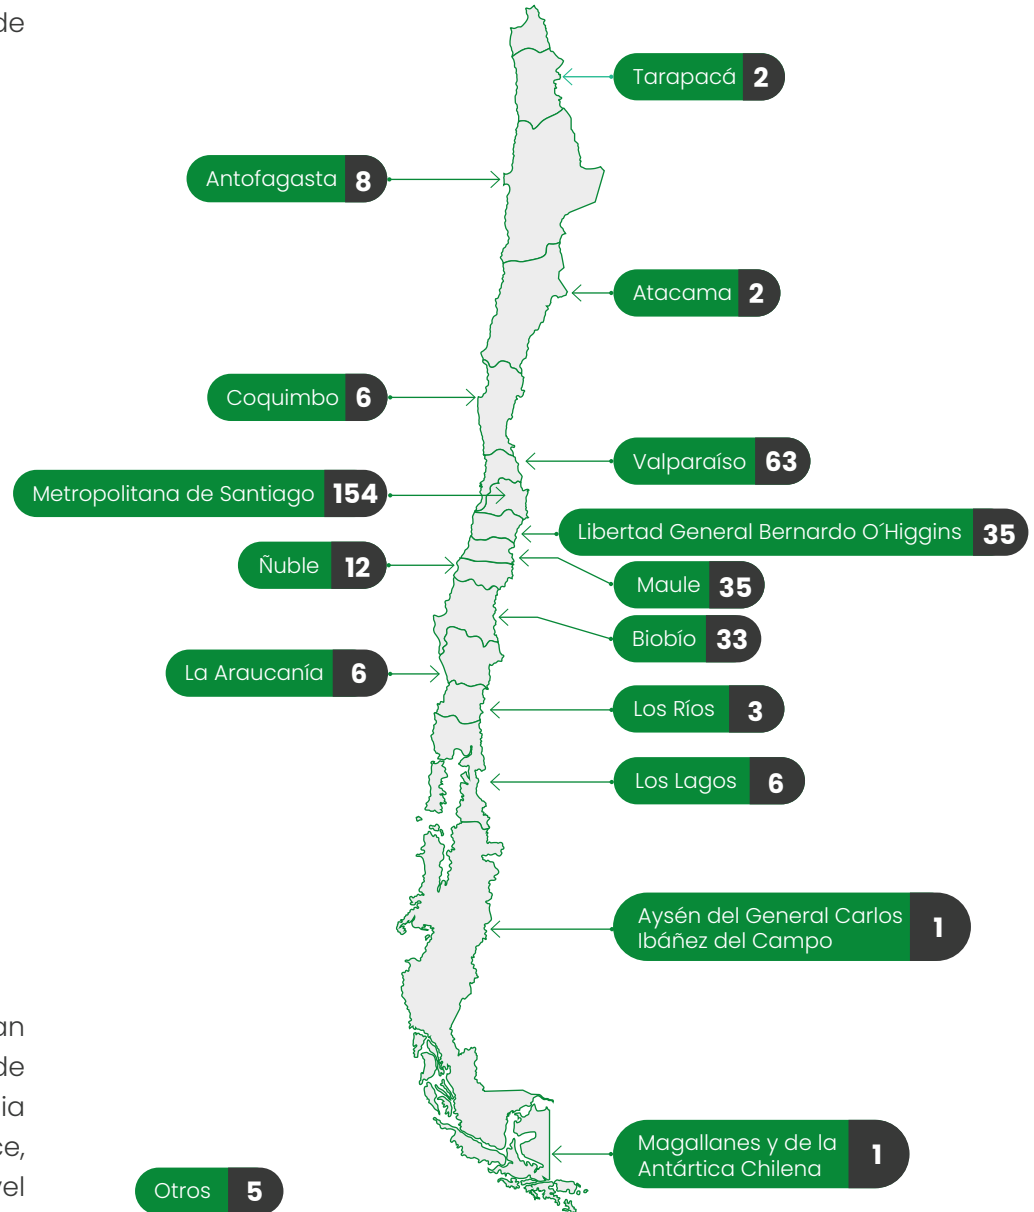 de
Tarapacá 2
Antofagasta 8
Atacama 2
Coquimbo 6
Valparaíso 63
Metropolitana de Santiago 154
Libertad General Bernardo O´Higgins 35
Ñuble 12
Maule 35
Biobío 33
La Araucanía 6
Los Ríos 3
Los Lagos 6
Aysén del General Carlos
Ibáñez del Campo 1
an
de
ia
ce,
vel
Magallanes y de la
Antártica Chilena 1
Otros 5